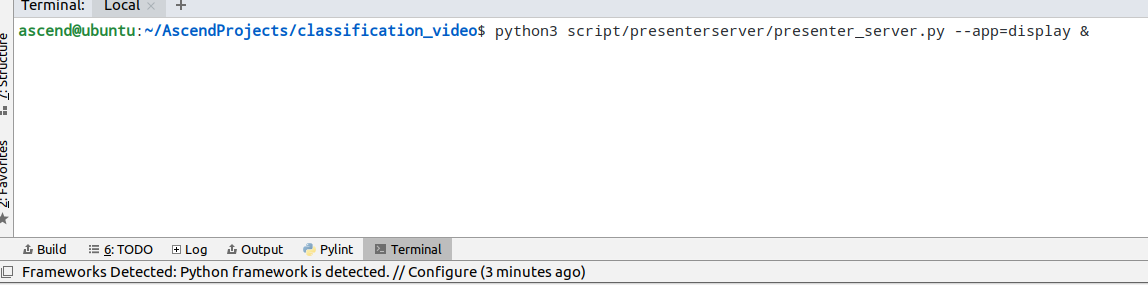 Terminal: Local × +
ascend@ubuntu:~/AscendProjects/classification_video$ python3 script/presenterserver/presenter_server.py --app=display &
7: Structure
2: Favorites
Build 6: TODO Log Output Pylint Terminal
Frameworks Detected: Python framework is detected. // Configure (3 minutes ago)